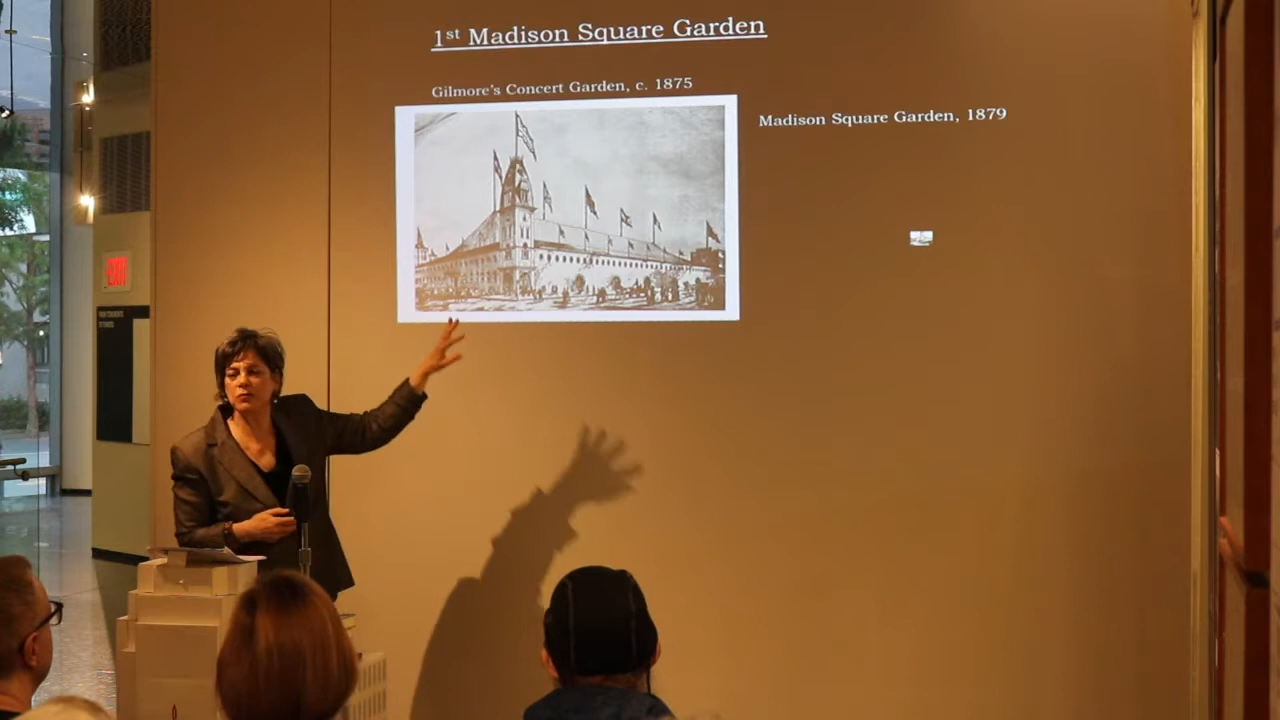 1st Madison Square Garden
Gilmore's Concert Garden, c. 1875
Madison Square Garden, 1879
EXIT